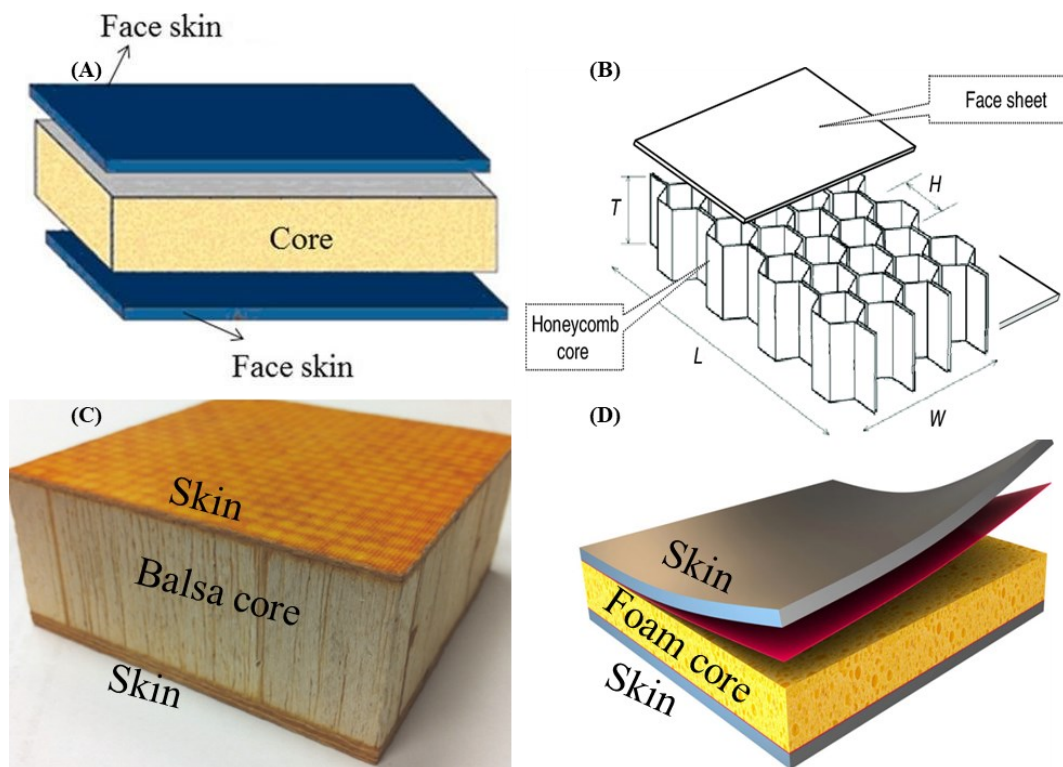 Face skin
(A)
Core
Face skin
(B)
Face sheet
T
H
Honeycomb
core
L
W
(C)
Skin
Balsa core
Skin
(D)
Skin
Foam core
Skin